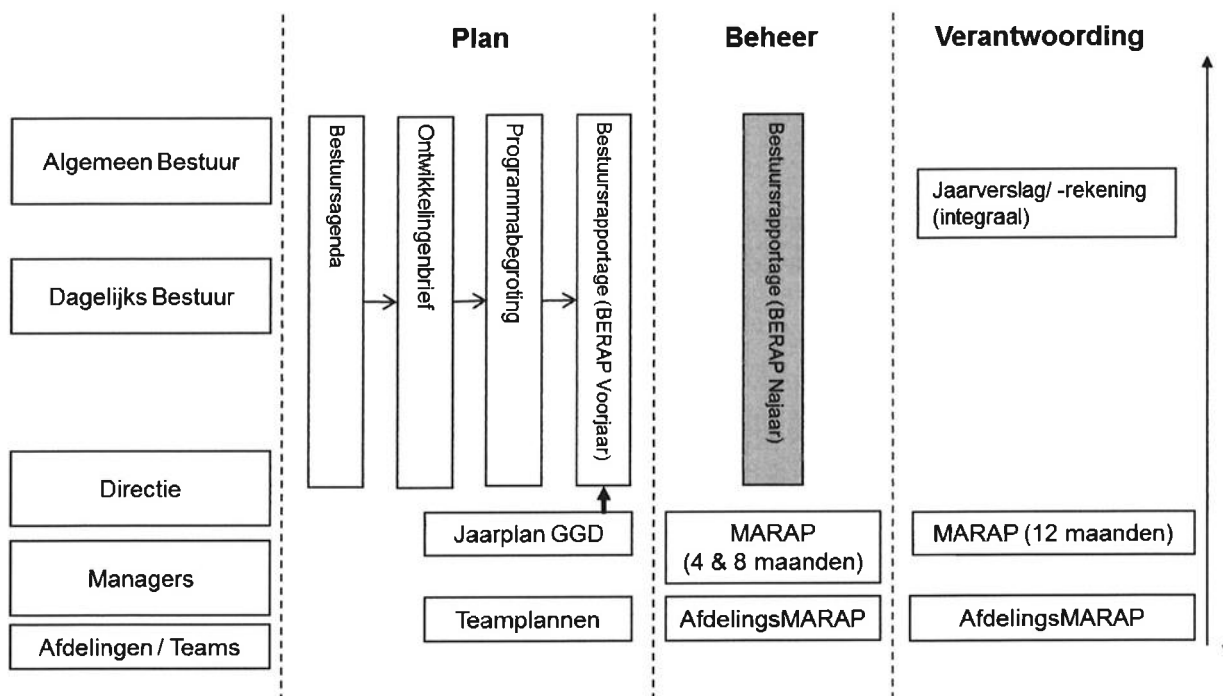 Plan
Beheer
Verantwoording
Algemeen Bestuur
Dagelijks Bestuur
Directie
Managers
Afdelingen / Teams
Bestuursagenda
Ontwikkelingenbrief
Programmabegroting
Bestuursrapportage (BERAP Voorjaar)
Jaarplan GGD
Teamplannen
Bestuursrapportage (BERAP Najaar)
MARAP
(4 & 8 maanden)
AfdelingsMARAP
Jaarverslag/ -rekening
(integraal)
MARAP (12 maanden)
AfdelingsMARAP